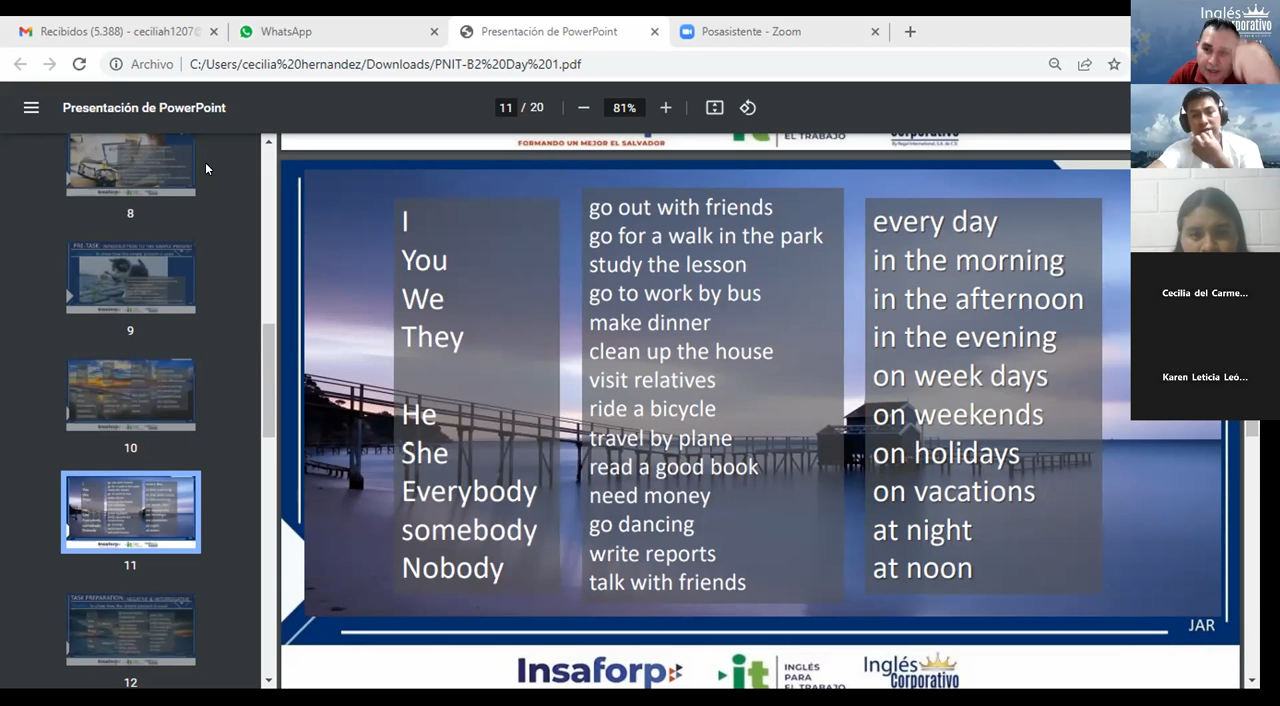 Recibidos (5.388) - ceciliah1207@
WhatsApp
Presentación de PowerPoint
Posasistente - Zoom
Archivo
C:/Users/cecilia%20hernandez/Downloads/PNIT-B2%20Day%201.pdf
Presentación de PowerPoint
11 / 20
81%
FORMANDO UN MEJOR EL SALVADOR
EL TRABAJO
Corporativo
8
9
10
11
12
I
You
We
They
He
She
Everybody
somebody
Nobody
go out with friends
go for a walk in the park
study the lesson
go to work by bus
make dinner
clean up the house
visit relatives
ride a bicycle
travel by plane
read a good book
need money
go dancing
write reports
talk with friends
every day
in the morning
in the afternoon
in the evening
on week days
on weekends
on holidays
on vacations
at night
at noon
JAR
Insaforp
it
INGLÉS
PARA
EL TRABAJO
Inglés
Corporativo
Inglés
Corporativo
Cecilia del Carme...
Karen Leticia Leó...